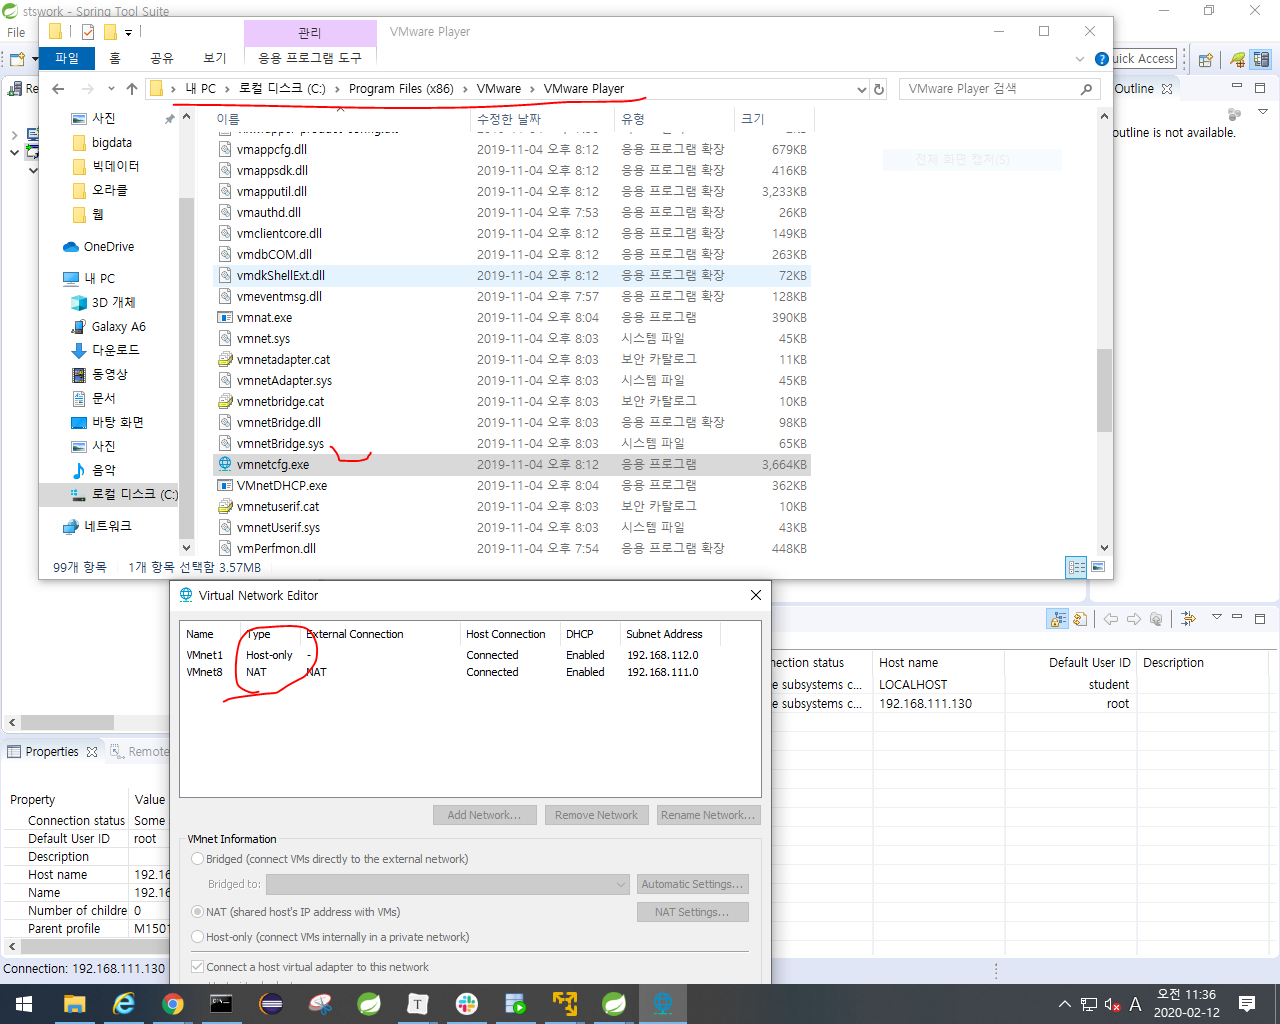 stswork - Spring Tool Suite
File
관리
VMware Player
파일 홈 공유 보기 응용 프로그램 도구
Quick Access
내 PC > 로컬 디스크 (C:) > Program Files (x86) > VMware > VMware Player
VMware Player 검색
Outline
outline is not available.
전체 화면 캡처(S)
사진
bigdata
빅데이터
오라클
웹
OneDrive
내 PC
3D 개체
Galaxy A6
다운로드
동영상
문서
바탕 화면
사진
음악
로컬 디스크 (C:)
네트워크
이름 수정한 날짜 유형 크기
vmappcfg.dll 2019-11-04 오후 8:12 응용 프로그램 확장 679KB
vmappsdk.dll 2019-11-04 오후 8:12 응용 프로그램 확장 416KB
vmapputil.dll 2019-11-04 오후 8:12 응용 프로그램 확장 3,233KB
vmauthd.dll 2019-11-04 오후 7:53 응용 프로그램 확장 26KB
vmclientcore.dll 2019-11-04 오후 8:12 응용 프로그램 확장 149KB
vmdbCOM.dll 2019-11-04 오후 8:12 응용 프로그램 확장 263KB
vmdkShellExt.dll 2019-11-04 오후 8:12 응용 프로그램 확장 72KB
vmeventmsg.dll 2019-11-04 오후 7:57 응용 프로그램 확장 128KB
vmnat.exe 2019-11-04 오후 8:04 응용 프로그램 390KB
vmnet.sys 2019-11-04 오후 8:03 시스템 파일 45KB
vmnetadapter.cat 2019-11-04 오후 8:03 보안 카탈로그 11KB
vmnetAdapter.sys 2019-11-04 오후 8:03 시스템 파일 45KB
vmnetbridge.cat 2019-11-04 오후 8:03 보안 카탈로그 10KB
vmnetBridge.dll 2019-11-04 오후 8:03 응용 프로그램 확장 98KB
vmnetBridge.sys 2019-11-04 오후 8:03 시스템 파일 65KB
vmnetcfg.exe 2019-11-04 오후 8:12 응용 프로그램 3,664KB
VMnetDHCP.exe 2019-11-04 오후 8:04 응용 프로그램 362KB
vmnetuserif.cat 2019-11-04 오후 8:03 보안 카탈로그 10KB
vmnetUserif.sys 2019-11-04 오후 8:03 시스템 파일 43KB
vmPerfmon.dll 2019-11-04 오후 7:54 응용 프로그램 확장 448KB
99개 항목 1개 항목 선택함 3.57MB
Virtual Network Editor
Name Type External Connection Host Connection DHCP Subnet Address
VMnet1 Host-only - Connected Enabled 192.168.112.0
VMnet8 NAT NAT Connected Enabled 192.168.111.0
Add Network... Remove Network Rename Network...
VMnet Information
Bridged (connect VMs directly to the external network)
Bridged to: Automatic Settings...
NAT (shared host's IP address with VMs) NAT Settings...
Host-only (connect VMs internally in a private network)
Connect a host virtual adapter to this network
nection status Host name Default User ID Description
e subsystems c... LOCALHOST student
e subsystems c... 192.168.111.130 root
Properties Remote
Property Value
Connection status Some
Default User ID root
Description
Host name 192.16
Name 192.16
Number of childre 0
Parent profile M1501
Connection: 192.168.111.130
A 오전 11:36
2020-02-12